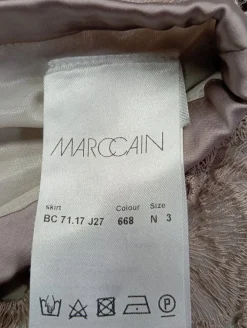 MARCCAIN
skirt Colour Size
BC 71.17 J27 668 N 3
P